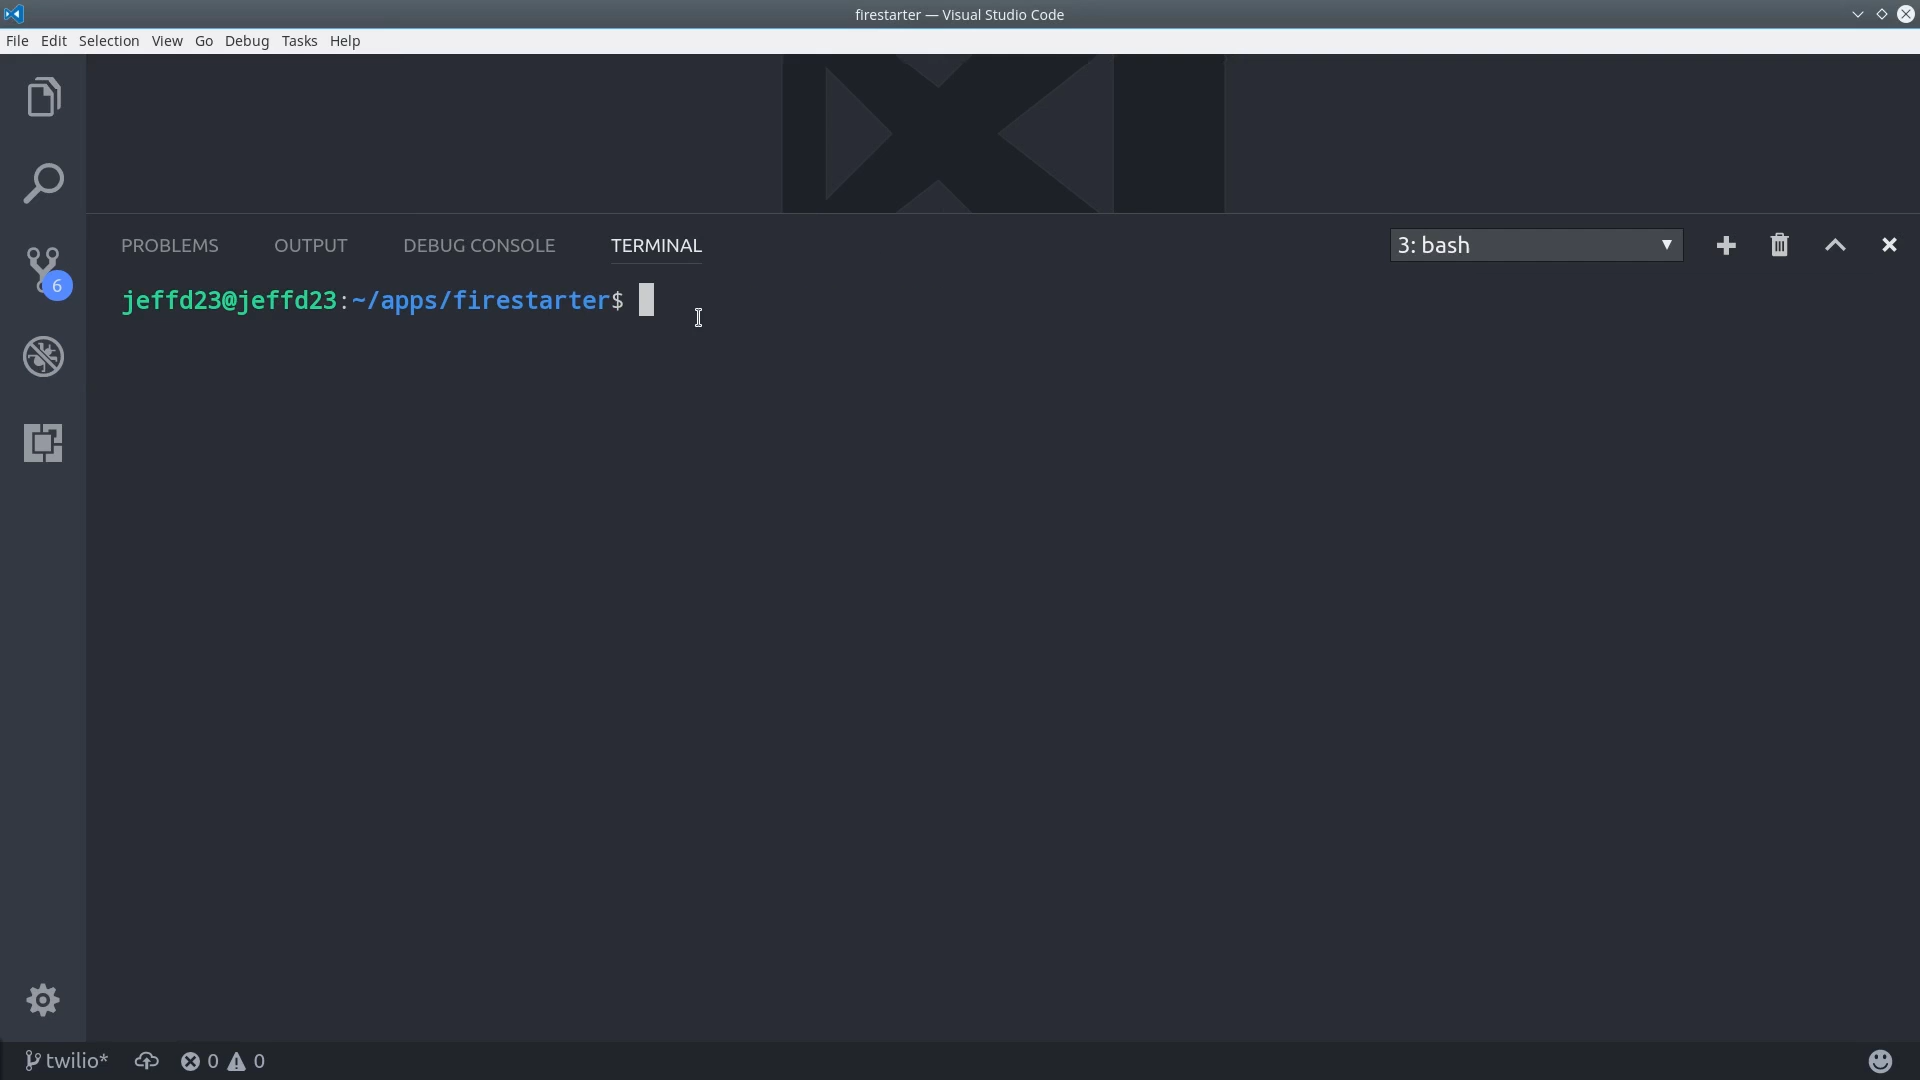 firestarter — Visual Studio Code
File Edit Selection View Go Debug Tasks Help
PROBLEMS OUTPUT DEBUG CONSOLE TERMINAL 3: bash
6
jeffd23@jeffd23:~/apps/firestarter$
twilio* 0 0